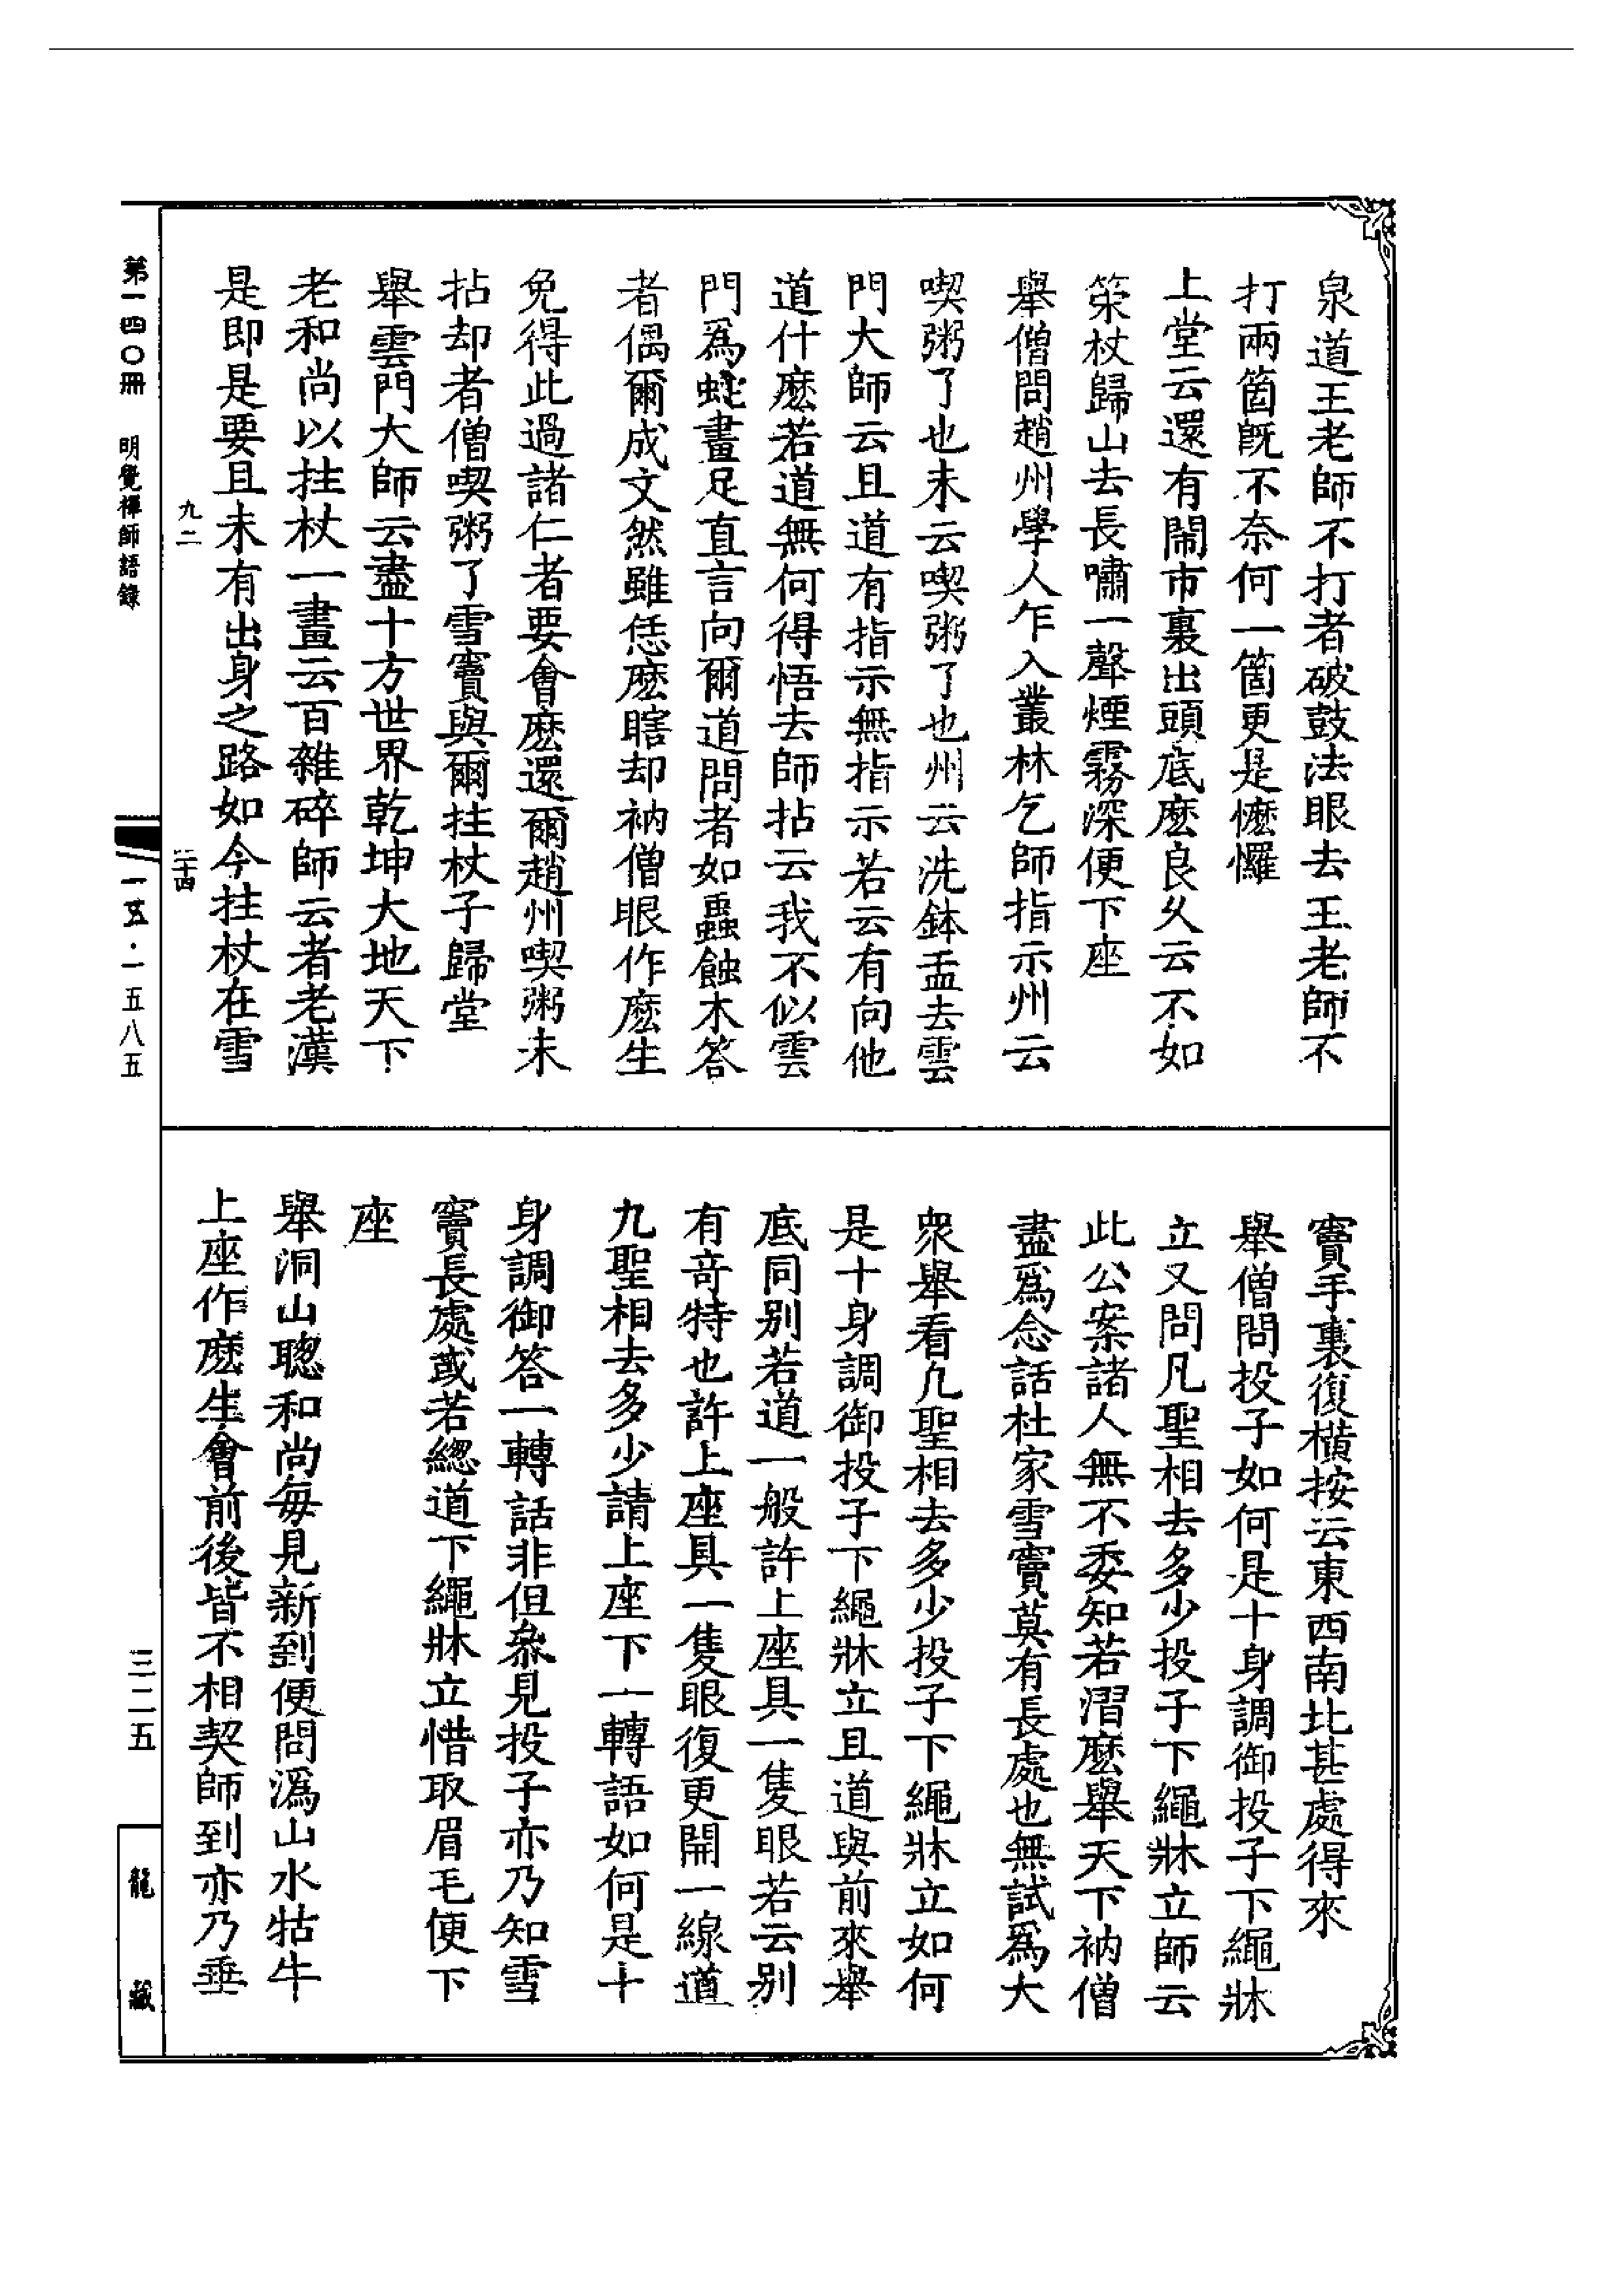 泉道王老師不打者破鼓法眼去王老師不
打兩箇旣不奈何一箇更是懡㦬
上堂云還有鬧市裏出頭底麽良久云不如
策杖歸山去長嘯一聲煙霧深便下座
舉僧問趙州學人乍入叢林乞師指示州云
喫粥了也未云喫粥了也州云洗鉢盂去雲
門大師云且道有指示無指示若云有向他
道什麽若道無何得悟去師拈云我不似雲
門爲蛇畫足直言向爾道問者如蟲蝕木答
者偶爾成文然雖恁麽瞎却衲僧眼作麽生
免得此過諸仁者要會麽還爾趙州喫粥未
拈却者僧喫粥了雪竇與爾拄杖子歸堂
舉雲門大師云盡十方世界乾坤大地天下
老和尚以拄杖一畫云百雜碎師云者老漢
是即是要且未有出身之路如今拄杖在雪
竇手裏復橫按云東西南北甚處得來
舉僧問投子如何是十身調御投子下繩牀
立又問凡聖相去多少投子下繩牀立師云
此公案諸人無不委知若㴽麽舉天下衲僧
盡爲念話杜家雪竇莫有長處也無試爲大
衆舉看凡聖相去多少投子下繩牀立如何
是十身調御投子下繩牀立且道與前來舉
底同別若道一般許上座具一隻眼若云別
有竒特也許上座具一隻眼復更開一線道
凡聖相去多少請上座下一轉語如何是十
身調御答一轉話非但叅見投子亦乃知雪
竇長處或若緫道下繩牀立惜取眉毛便下
座
舉洞山聰和尚每見新到便問潙山水牯牛
上座作麽生會前後皆不相契師到亦乃垂
九二
二十四
第一四〇冊 明覺禪師語錄
一五·一五八五
三二五
龍藏